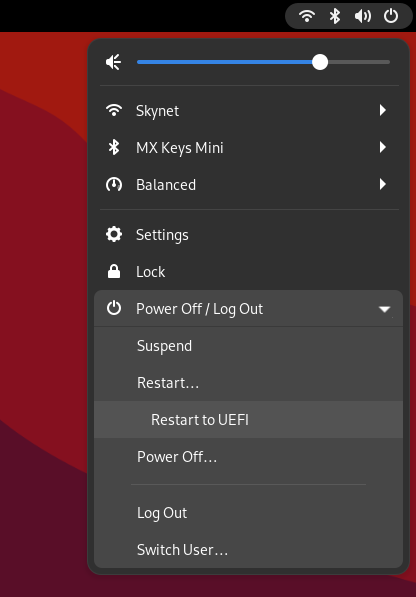 Skynet
MX Keys Mini
Balanced
Settings
Lock
Power Off / Log Out
Suspend
Restart...
Restart to UEFI
Power Off...
Log Out
Switch User...